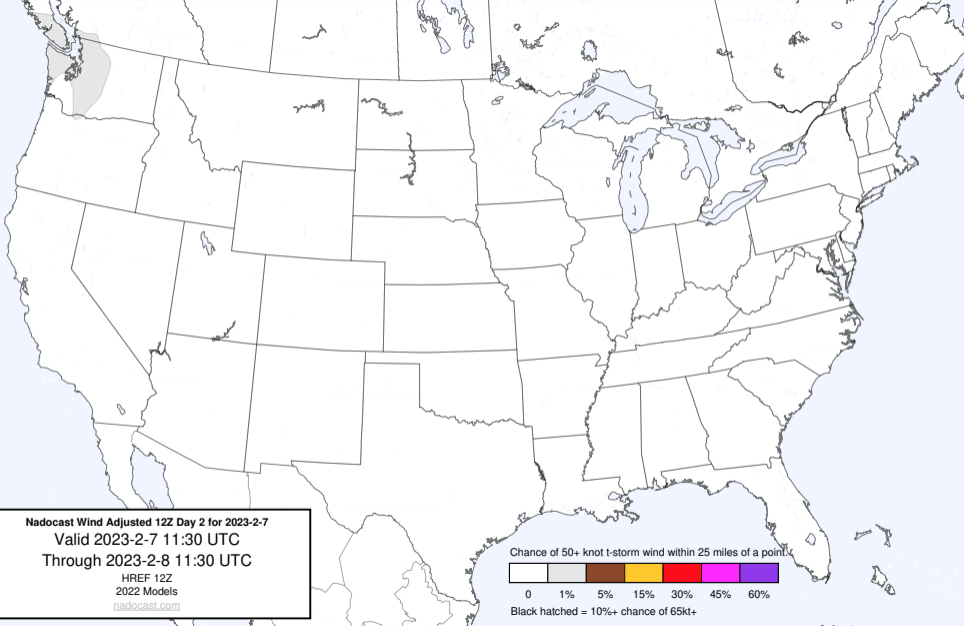 Nadocast Wind Adjusted 12Z Day 2 for 2023-2-7
Valid 2023-2-7 11:30 UTC
Through 2023-2-8 11:30 UTC
HREF 12Z
2022 Models
nadocast.com
Chance of 50+ knot t-storm wind within 25 miles of a point.
0 1% 5% 15% 30% 45% 60%
Black hatched = 10%+ chance of 65kt+